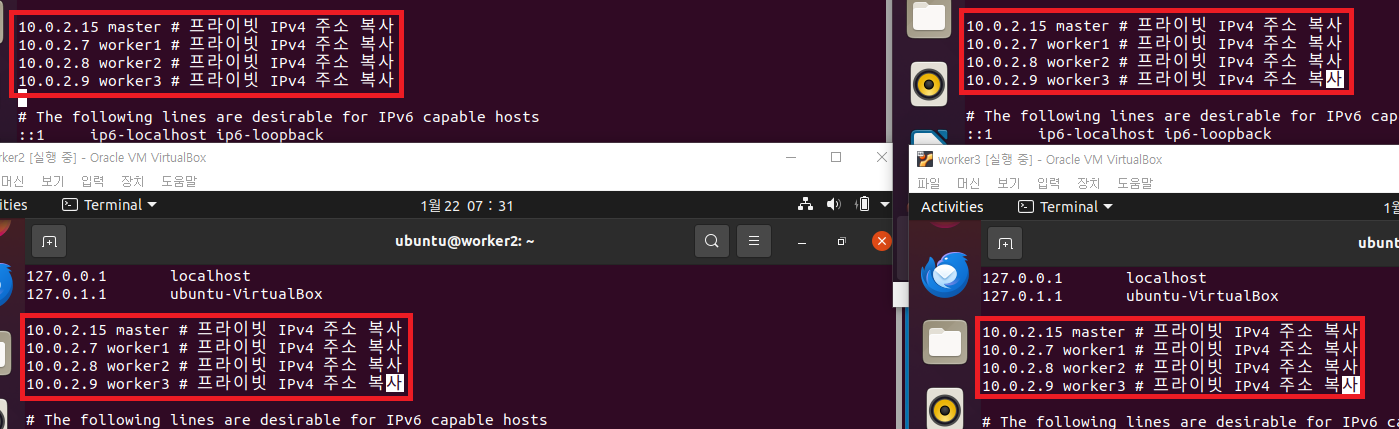 10.0.2.15 master # 프라이빗 IPv4 주소 복사
10.0.2.7 worker1 # 프라이빗 IPv4 주소 복사
10.0.2.8 worker2 # 프라이빗 IPv4 주소 복사
10.0.2.9 worker3 # 프라이빗 IPv4 주소 복사
# The following lines are desirable for IPv6 capable hosts
::1     ip6-localhost ip6-loopback
10.0.2.15 master # 프라이빗 IPv4 주소 복사
10.0.2.7 worker1 # 프라이빗 IPv4 주소 복사
10.0.2.8 worker2 # 프라이빗 IPv4 주소 복사
10.0.2.9 worker3 # 프라이빗 IPv4 주소 복사
# The following lines are desirable for IPv6 cap
::1     ip6-localhost ip6-loopback
rker2 [실행 중] - Oracle VM VirtualBox
머신 보기 입력 장치 도움말
ities Terminal 1월 22 07 : 31
ubuntu@worker2: ~
127.0.0.1       localhost
127.0.1.1       ubuntu-VirtualBox
10.0.2.15 master # 프라이빗 IPv4 주소 복사
10.0.2.7 worker1 # 프라이빗 IPv4 주소 복사
10.0.2.8 worker2 # 프라이빗 IPv4 주소 복사
10.0.2.9 worker3 # 프라이빗 IPv4 주소 복사
# The following lines are desirable for IPv6 capable hosts
worker3 [실행 중] - Oracle VM VirtualBox
파일 머신 보기 입력 장치 도움말
Activities Terminal 1월
ubuntu
127.0.0.1       localhost
127.0.1.1       ubuntu-VirtualBox
10.0.2.15 master # 프라이빗 IPv4 주소 복사
10.0.2.7 worker1 # 프라이빗 IPv4 주소 복사
10.0.2.8 worker2 # 프라이빗 IPv4 주소 복사
10.0.2.9 worker3 # 프라이빗 IPv4 주소 복사
# The following lines are desirable for IPv6 ca